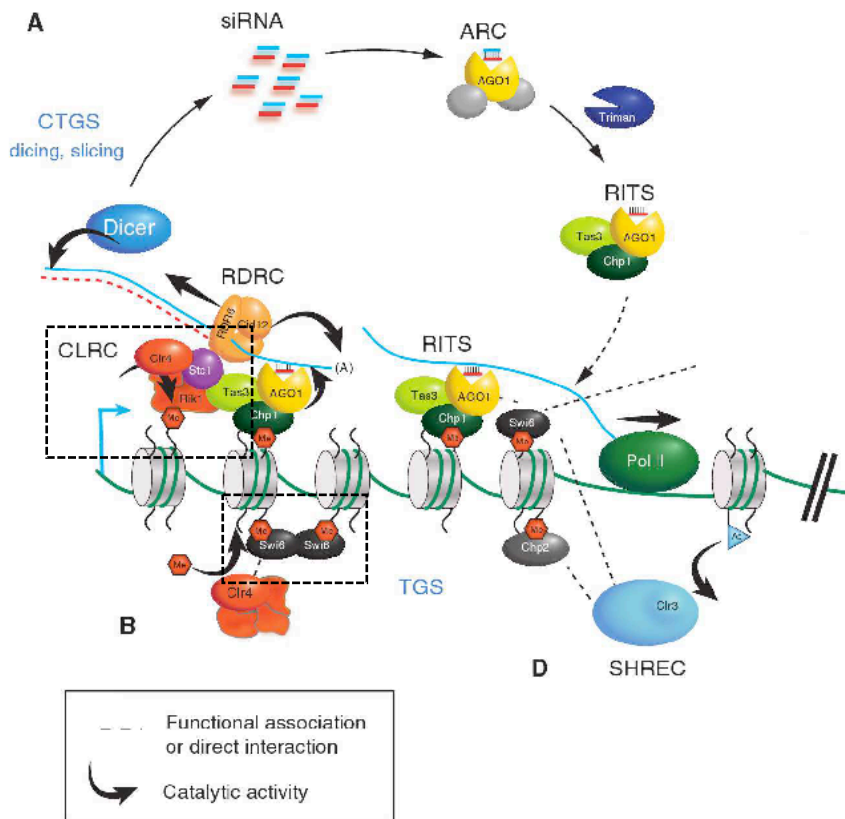 A
siRNA
ARC
AGO1
CTGS
dicing, slicing
Triman
RITS
Tas3
AGO1
Chp1
Dicer
RDRC
Cid12
CLRC
RITS
Clr4
Stc1
(A)
Rik1
Tas3
AGO1
Tas3
AGO1
Chp1
Chp1
Swi6
Me
Me
Me
Me
Pol II
Me
Me
Me
Ac
Swi6
Swi6
Chp2
Me
TGS
Clr4
Clr3
B
D
SHREC
Functional association
or direct interaction
Catalytic activity